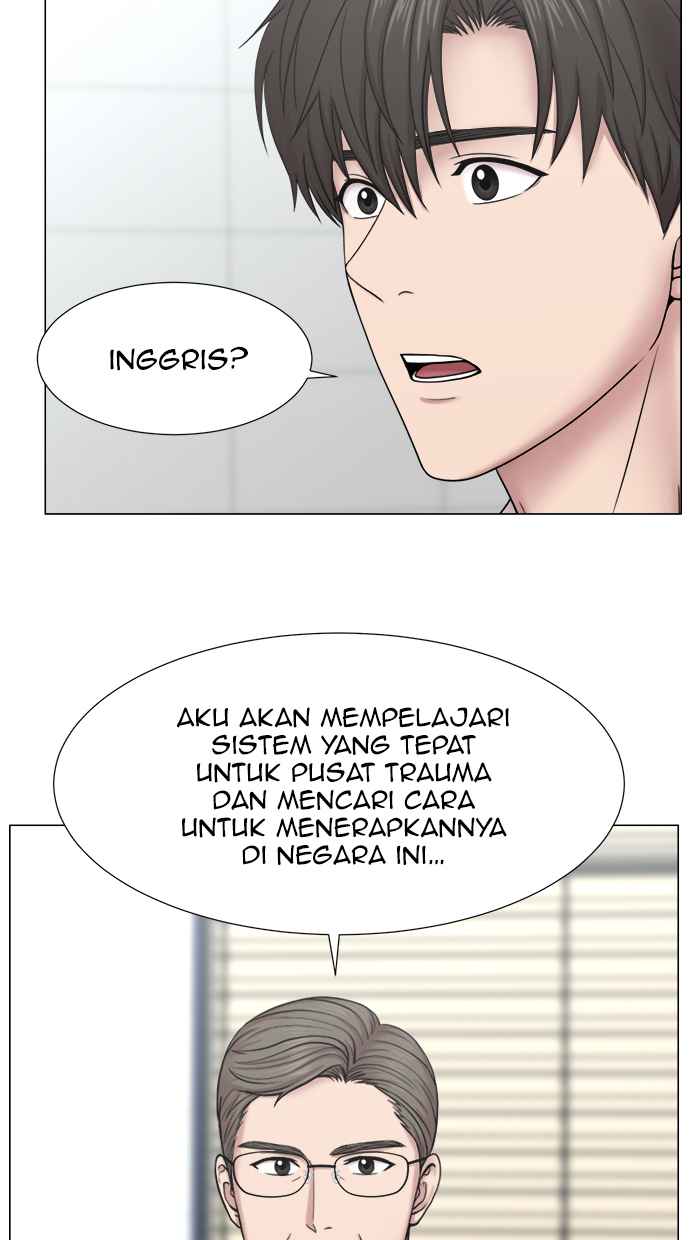 INGGRIS?
AKU AKAN MEMPELAJARI
SISTEM YANG TEPAT
UNTUK PUSAT TRAUMA
DAN MENCARI CARA
UNTUK MENERAPKANNYA
DI NEGARA INI...